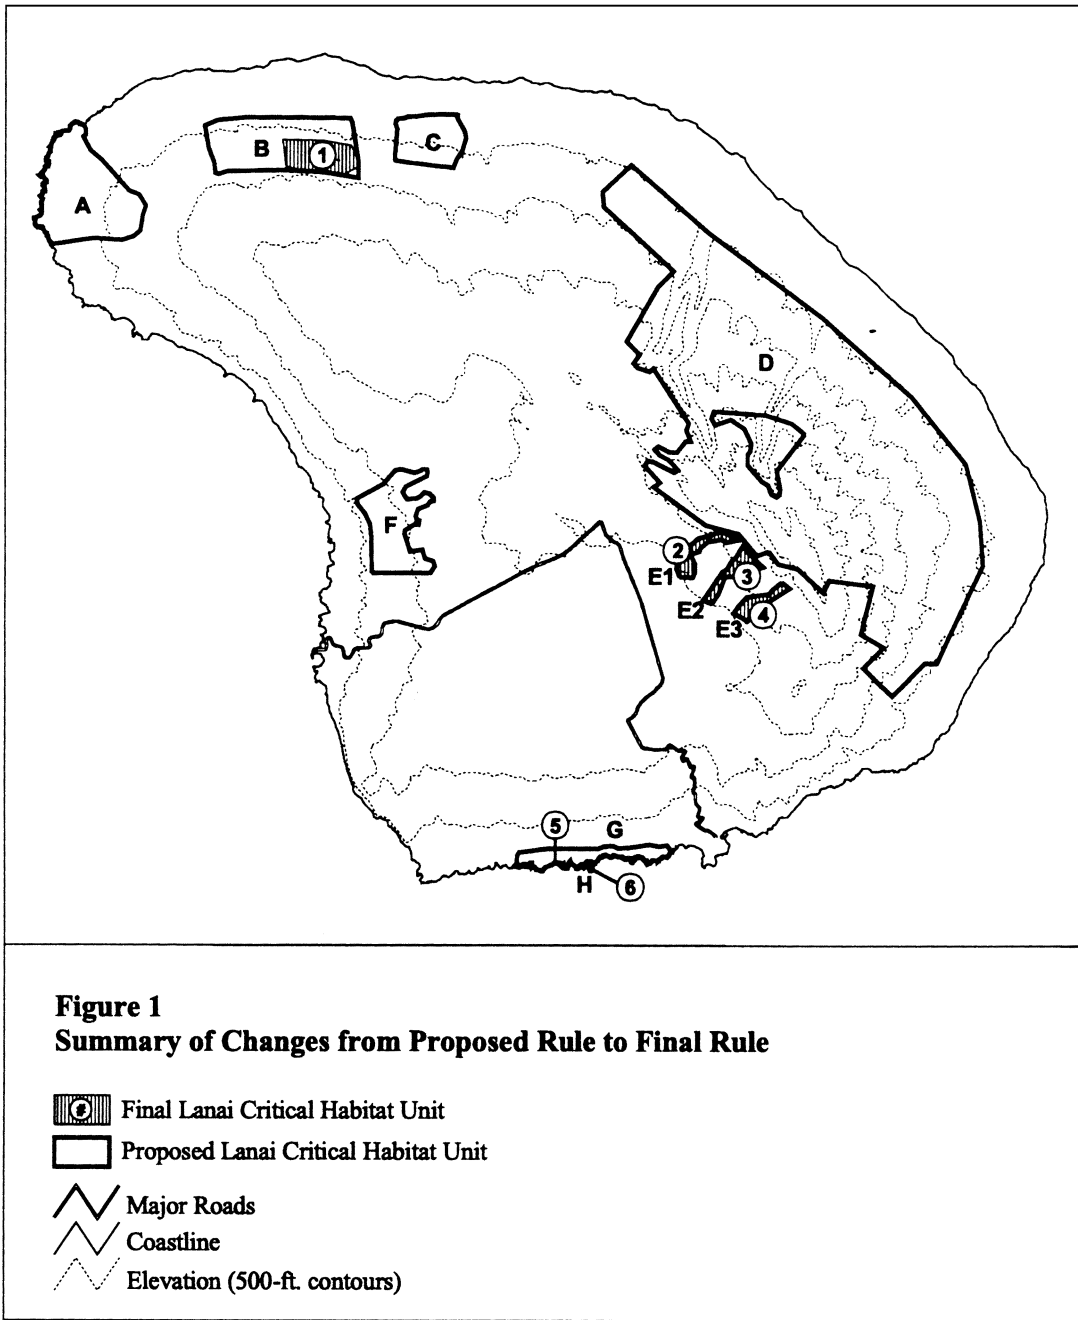 B
1
C
A
D
F
2
E1
3
E2
4
E3
5
G
H
6
Figure 1
Summary of Changes from Proposed Rule to Final Rule
# Final Lanai Critical Habitat Unit
Proposed Lanai Critical Habitat Unit
Major Roads
Coastline
Elevation (500-ft. contours)